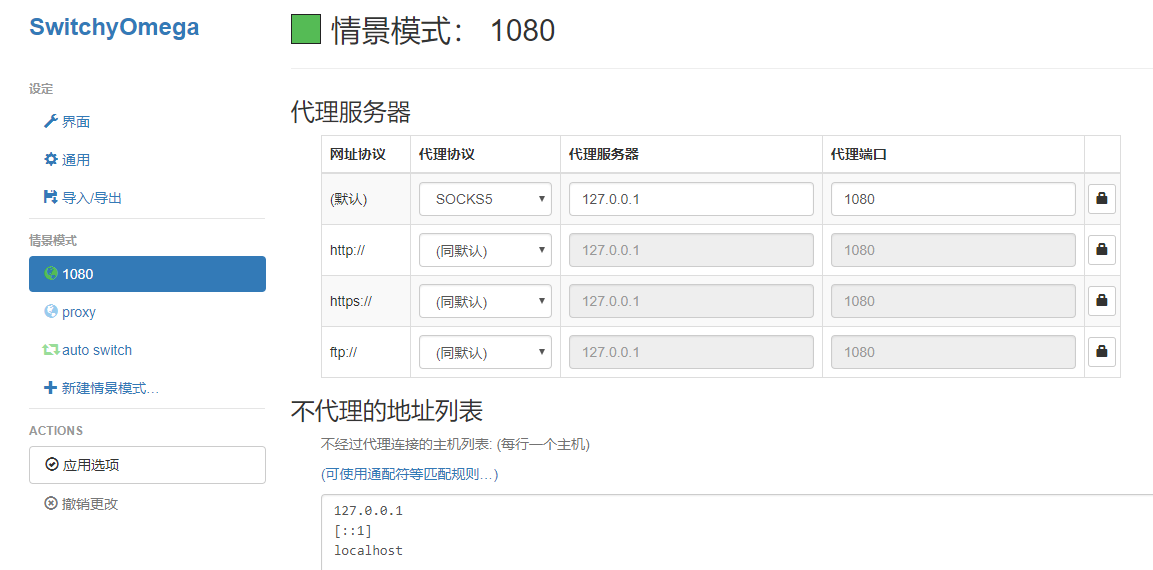 SwitchyOmega
设定
界面
通用
导入/导出
情景模式
1080
proxy
auto switch
新建情景模式…
ACTIONS
应用选项
撤销更改
情景模式： 1080
代理服务器
网址协议 代理协议 代理服务器 代理端口
(默认) SOCKS5 127.0.0.1 1080
http:// (同默认) 127.0.0.1 1080
https:// (同默认) 127.0.0.1 1080
ftp:// (同默认) 127.0.0.1 1080
不代理的地址列表
不经过代理连接的主机列表: (每行一个主机)
(可使用通配符等匹配规则…)
127.0.0.1
[::1]
localhost